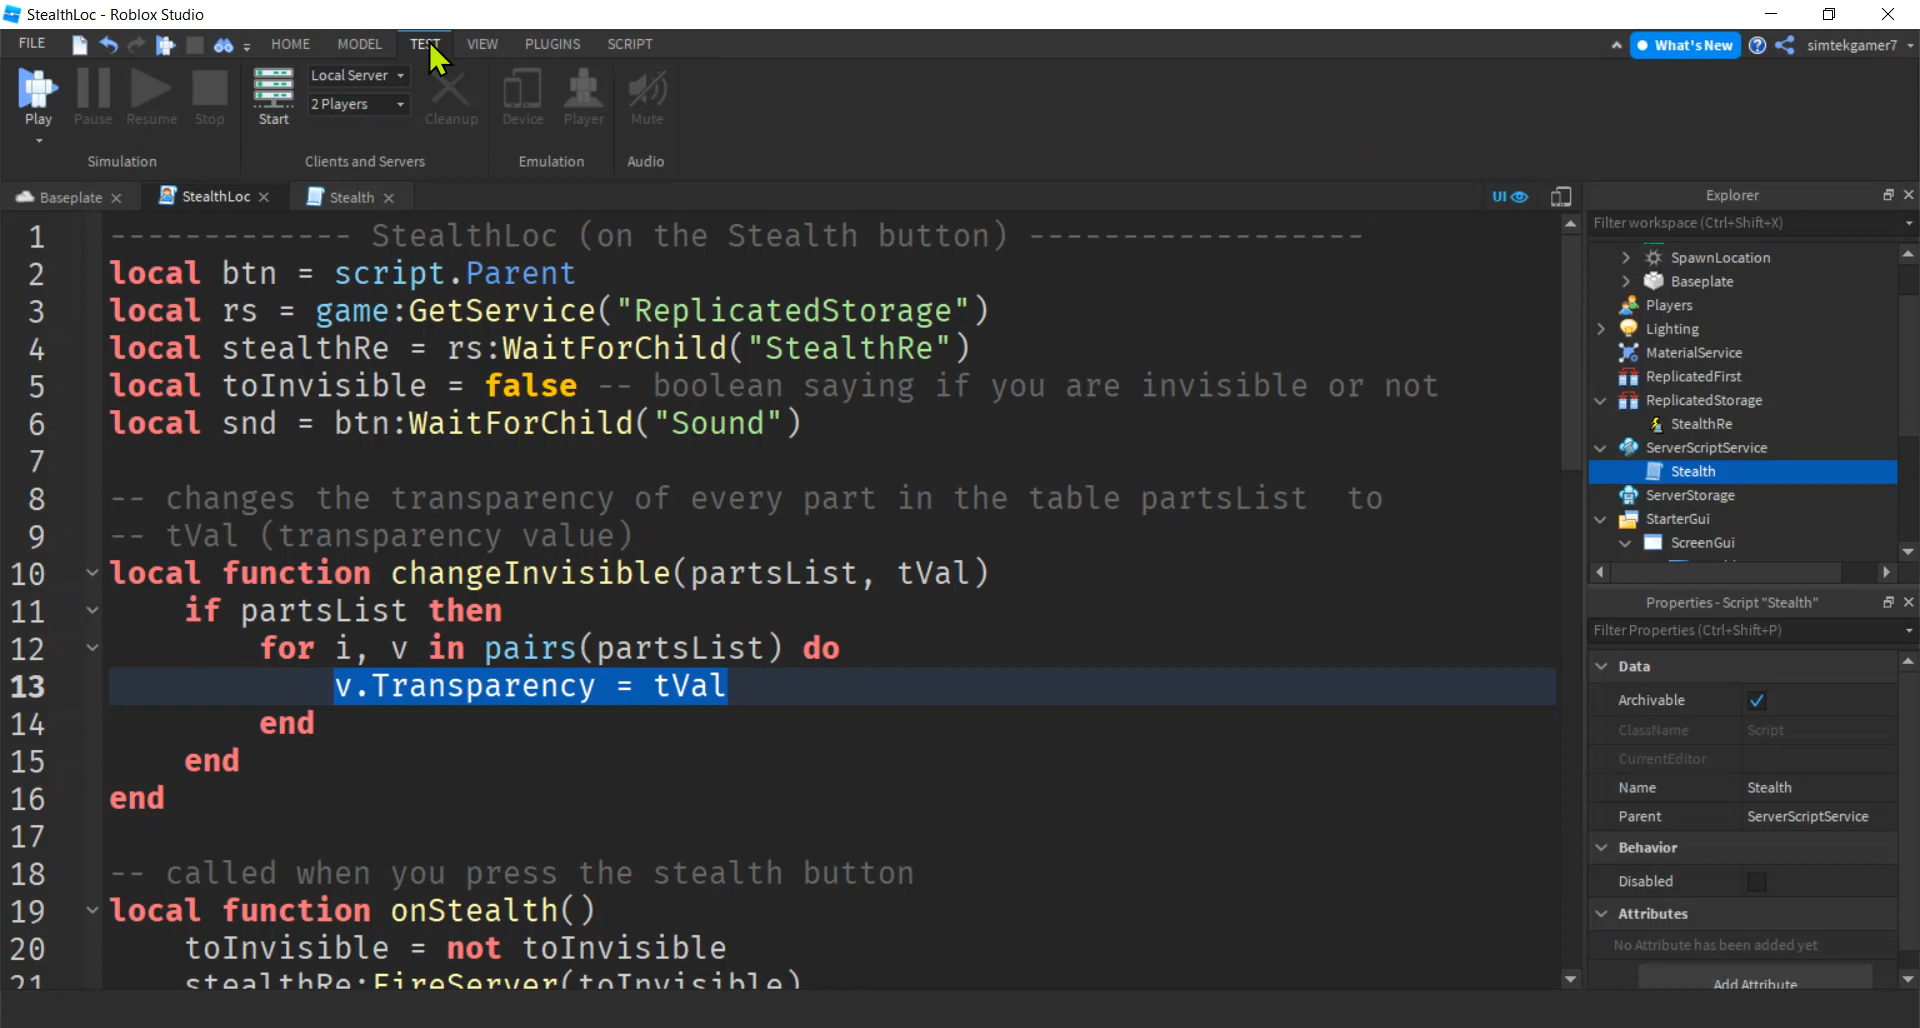 StealthLoc - Roblox Studio
FILE HOME MODEL TEST VIEW PLUGINS SCRIPT What's New simtekgamer7
Local Server
2 Players
Play Pause Resume Stop Start Cleanup Device Player Mute
Simulation Clients and Servers Emulation Audio
Baseplate StealthLoc Stealth UI
1 ------------- StealthLoc (on the Stealth button) ------------------
2 local btn = script.Parent
3 local rs = game:GetService("ReplicatedStorage")
4 local stealthRe = rs:WaitForChild("StealthRe")
5 local toInvisible = false -- boolean saying if you are invisible or not
6 local snd = btn:WaitForChild("Sound")
7
8 -- changes the transparency of every part in the table partsList  to
9 -- tVal (transparency value)
10 local function changeInvisible(partsList, tVal)
11 if partsList then
12 for i, v in pairs(partsList) do
13 v.Transparency = tVal
14 end
15 end
16 end
17
18 -- called when you press the stealth button
19 local function onStealth()
20 toInvisible = not toInvisible
21 stealthRe:FireServer(toInvisible)
Explorer
Filter workspace (Ctrl+Shift+X)
SpawnLocation
Baseplate
Players
Lighting
MaterialService
ReplicatedFirst
ReplicatedStorage
StealthRe
ServerScriptService
Stealth
ServerStorage
StarterGui
ScreenGui
Properties - Script "Stealth"
Filter Properties (Ctrl+Shift+P)
Data
Archivable
ClassName Script
CurrentEditor
Name Stealth
Parent ServerScriptService
Behavior
Disabled
Attributes
No Attribute has been added yet
Add Attribute